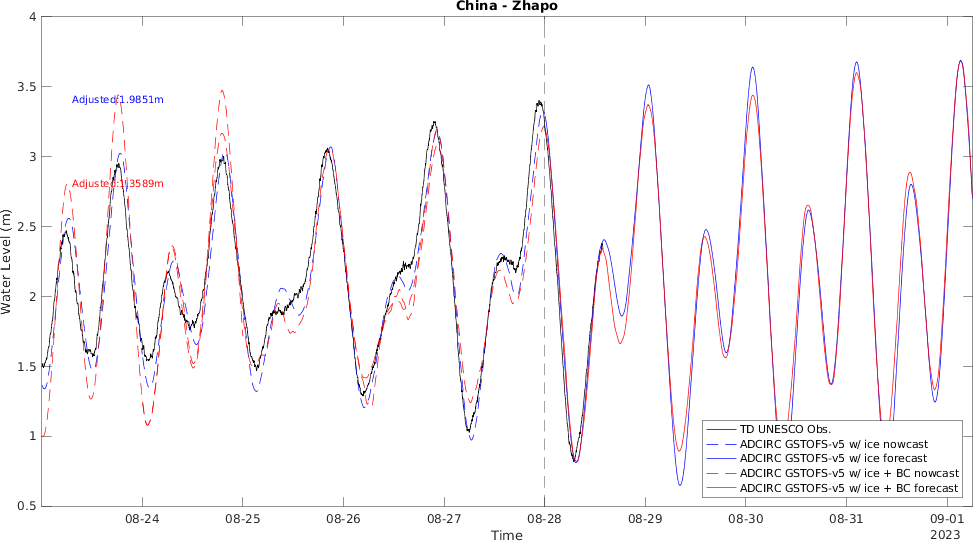 China - Zhapo
4
3.5
3
2.5
2
1.5
1
0.5
Water Level (m)
Adjusted:1.9851m
Adjusted:1.3589m
TD UNESCO Obs.
ADCIRC GSTOFS-v5 w/ ice nowcast
ADCIRC GSTOFS-v5 w/ ice forecast
ADCIRC GSTOFS-v5 w/ ice + BC nowcast
ADCIRC GSTOFS-v5 w/ ice + BC forecast
08-24 08-25 08-26 08-27 08-28 08-29 08-30 08-31 09-01
2023
Time